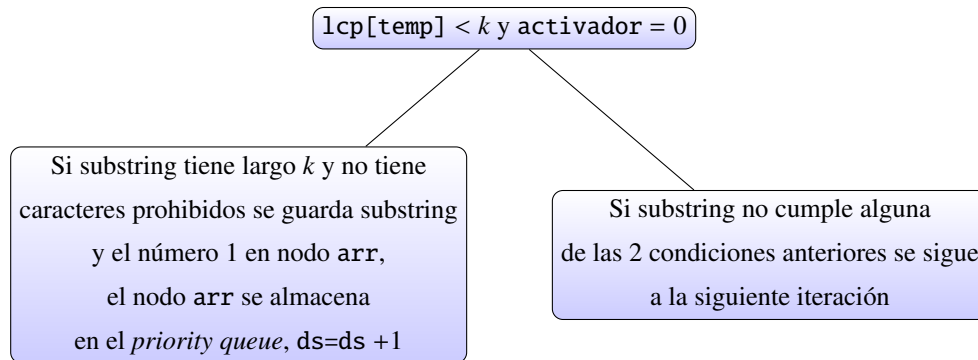 lcp[temp] < k y activador = 0
Si substring tiene largo k y no tiene
caracteres prohibidos se guarda substring
y el número 1 en nodo arr,
el nodo arr se almacena
en el priority queue, ds=ds +1
Si substring no cumple alguna
de las 2 condiciones anteriores se sigue
a la siguiente iteración